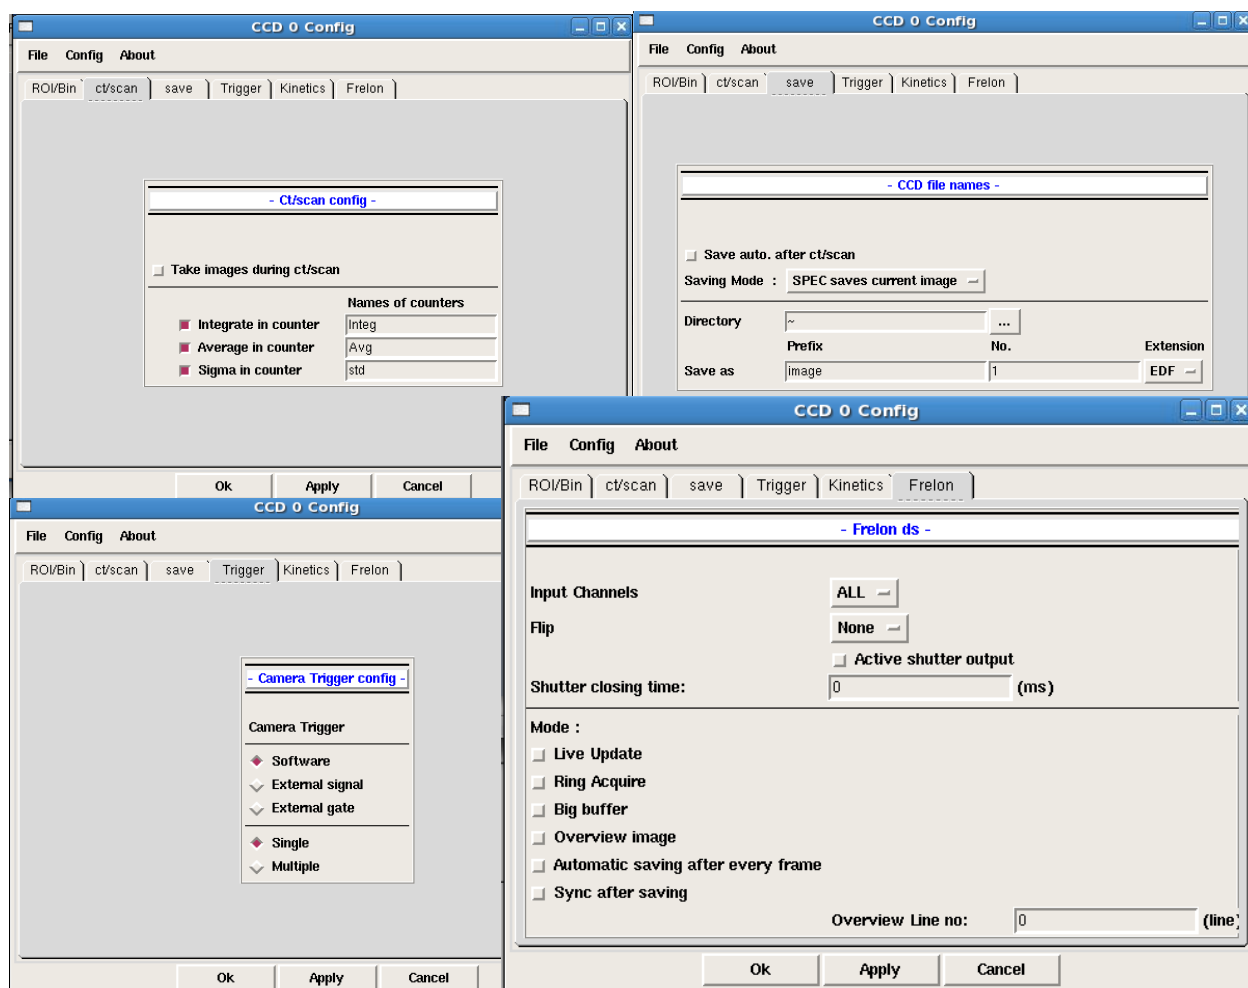 CCD 0 Config
File Config About
ROI/Bin ct/scan save Trigger Kinetics Frelon
- Ct/scan config -
Take images during ct/scan
Names of counters
Integrate in counter Integ
Average in counter Avg
Sigma in counter std
Ok Apply Cancel
CCD 0 Config
File Config About
ROI/Bin ct/scan save Trigger Kinetics Frelon
- CCD file names -
Save auto. after ct/scan
Saving Mode : SPEC saves current image
Directory ~ ...
Prefix No. Extension
Save as image 1 EDF
CCD 0 Config
File Config About
ROI/Bin ct/scan save Trigger Kinetics Frelon
- Camera Trigger config -
Camera Trigger
Software
External signal
External gate
Single
Multiple
Ok Apply Cancel
CCD 0 Config
File Config About
ROI/Bin ct/scan save Trigger Kinetics Frelon
- Frelon ds -
Input Channels ALL
Flip None
Active shutter output
Shutter closing time: 0 (ms)
Mode :
Live Update
Ring Acquire
Big buffer
Overview image
Automatic saving after every frame
Sync after saving
Overview Line no: 0 (line)
Ok Apply Cancel